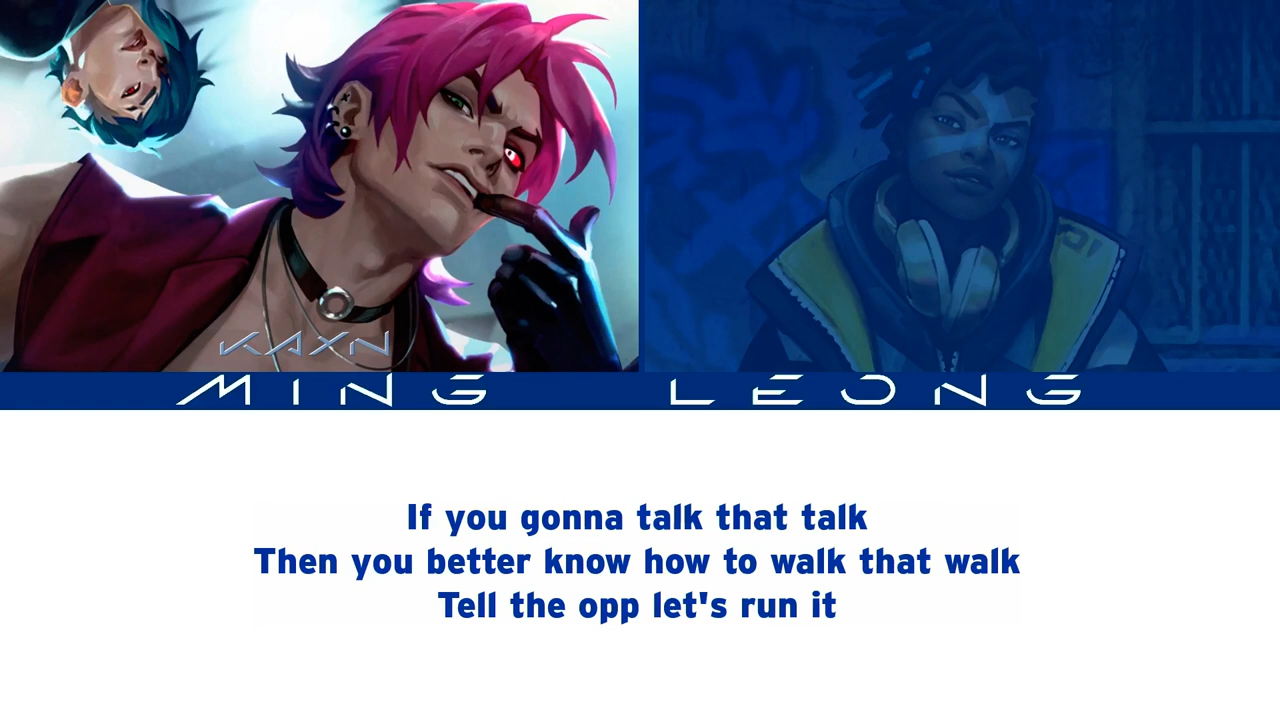 KAXN
MING LEONG
If you gonna talk that talk
Then you better know how to walk that walk
Tell the opp let's run it